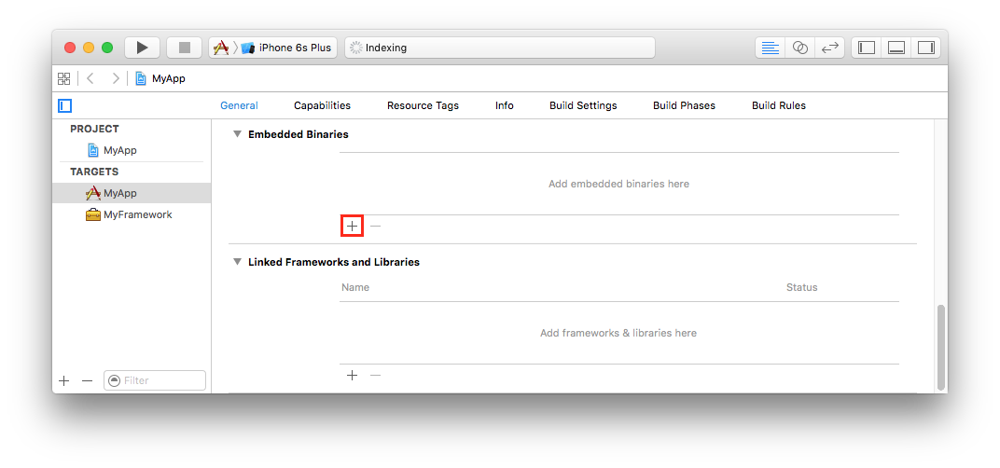 iPhone 6s Plus
Indexing
MyApp
General Capabilities Resource Tags Info Build Settings Build Phases Build Rules
PROJECT
MyApp
TARGETS
MyApp
MyFramework
Filter
Embedded Binaries
Add embedded binaries here
Linked Frameworks and Libraries
Name Status
Add frameworks & libraries here